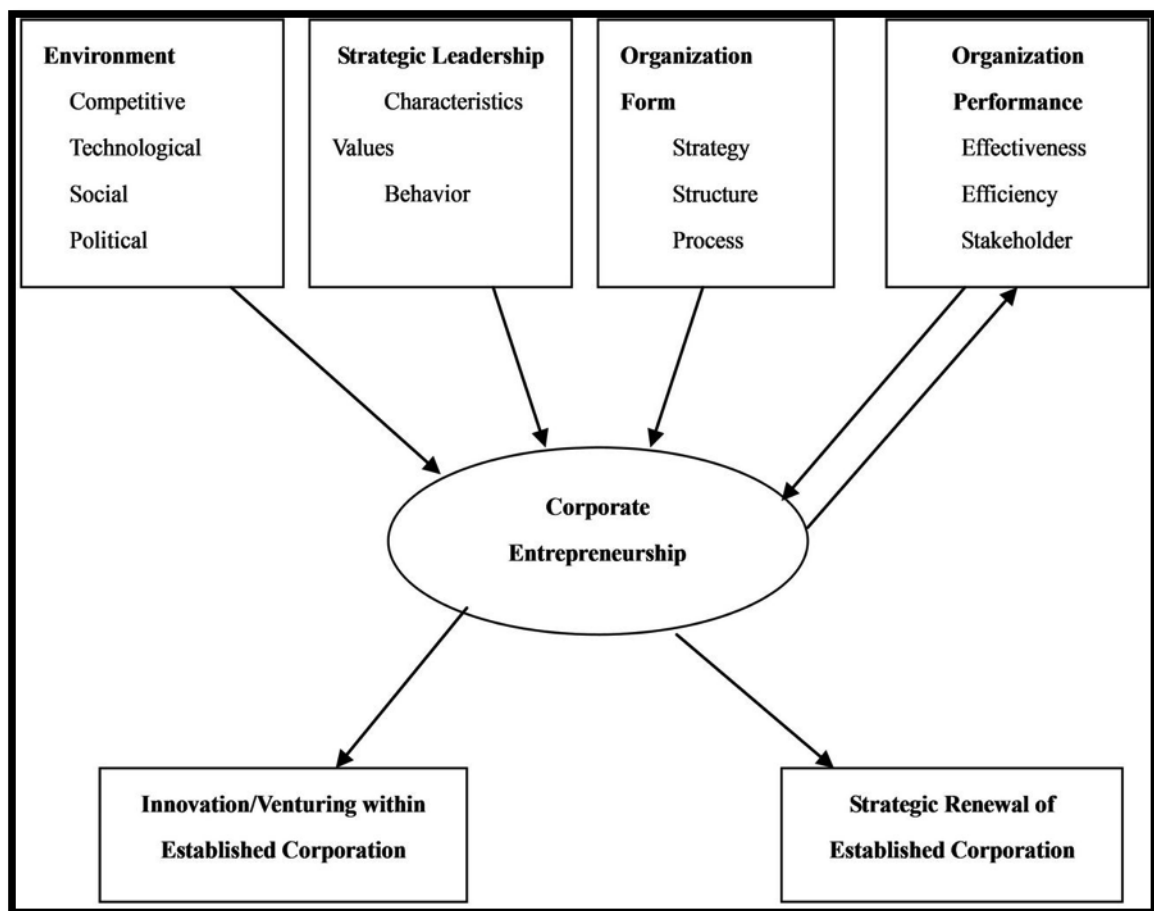 Environment
Competitive
Technological
Social
Political
Strategic Leadership
Characteristics
Values
Behavior
Organization
Form
Strategy
Structure
Process
Organization
Performance
Effectiveness
Efficiency
Stakeholder
Corporate
Entrepreneurship
Innovation/Venturing within
Established Corporation
Strategic Renewal of
Established Corporation